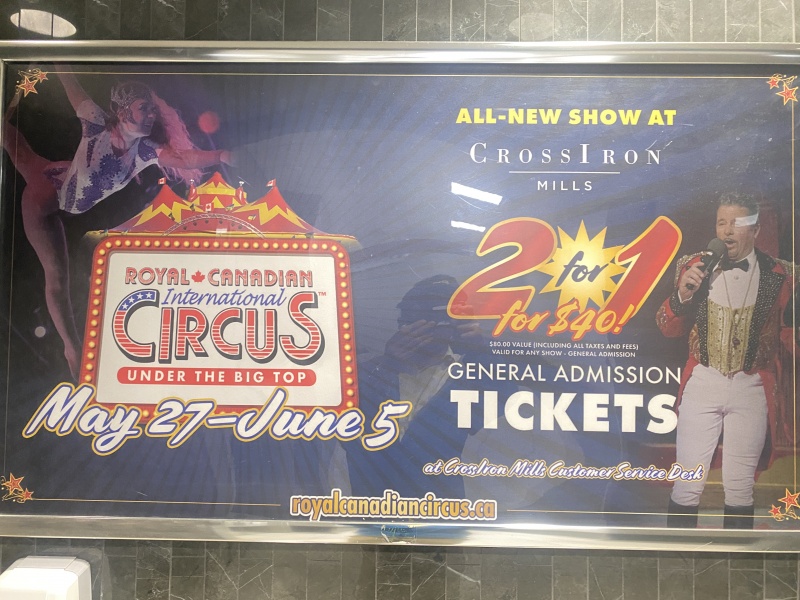 ROYAL CANADIAN
International
CIRCUS™
UNDER THE BIG TOP
May 27-June 5
ALL-NEW SHOW AT
CROSSIRON
MILLS
2 for 1
for $40!
$80.00 VALUE (INCLUDING ALL TAXES AND FEES)
VALID FOR ANY SHOW - GENERAL ADMISSION
GENERAL ADMISSION
TICKETS
at CrossIron Mills Customer Service Desk
royalcanadiancircus.ca